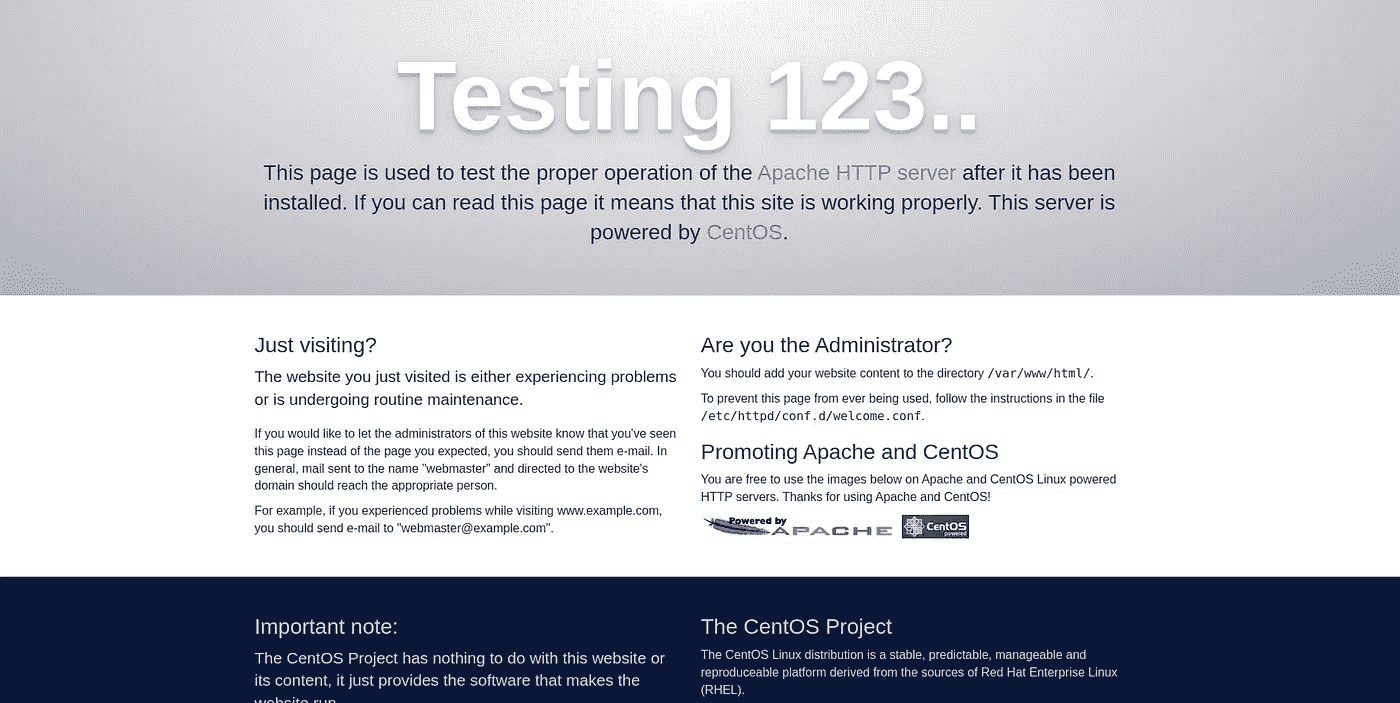 Testing 123..
This page is used to test the proper operation of the Apache HTTP server after it has been
installed. If you can read this page it means that this site is working properly. This server is
powered by CentOS.
Just visiting?
The website you just visited is either experiencing problems
or is undergoing routine maintenance.
If you would like to let the administrators of this website know that you've seen
this page instead of the page you expected, you should send them e-mail. In
general, mail sent to the name "webmaster" and directed to the website's
domain should reach the appropriate person.
For example, if you experienced problems while visiting www.example.com,
you should send e-mail to "webmaster@example.com".
Are you the Administrator?
You should add your website content to the directory /var/www/html/.
To prevent this page from ever being used, follow the instructions in the file
/etc/httpd/conf.d/welcome.conf.
Promoting Apache and CentOS
You are free to use the images below on Apache and CentOS Linux powered
HTTP servers. Thanks for using Apache and CentOS!
Powered by
APACHE
CentOS
powered
Important note:
The CentOS Project has nothing to do with this website or
its content, it just provides the software that makes the
website run.
The CentOS Project
The CentOS Linux distribution is a stable, predictable, manageable and
reproduceable platform derived from the sources of Red Hat Enterprise Linux
(RHEL).